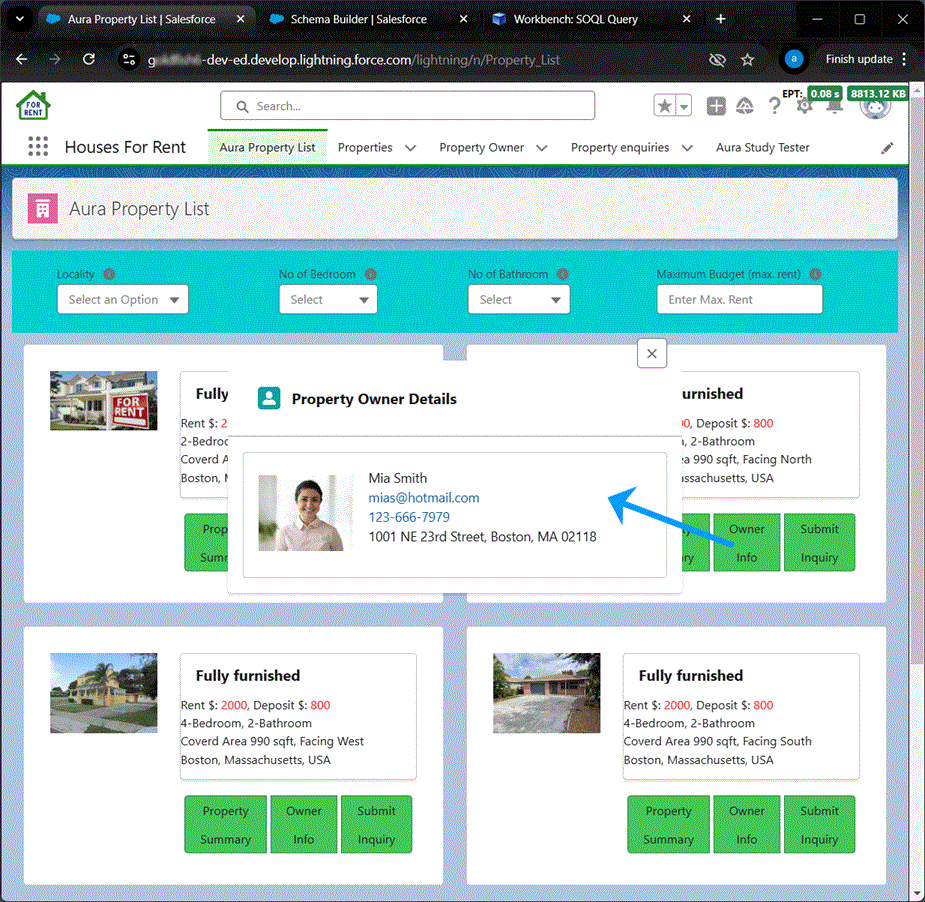 Aura Property List | Salesforce
Schema Builder | Salesforce
Workbench: SOQL Query
-dev-ed.develop.lightning.force.com/lightning/n/Property_List
a
Finish update
FOR
RENT
Search...
EPT: 0.08 s 8813.12 KB
Houses For Rent
Aura Property List
Properties
Property Owner
Property enquiries
Aura Study Tester
Aura Property List
Locality
No of Bedroom
No of Bathroom
Maximum Budget (max. rent)
Select an Option
Select
Select
Enter Max. Rent
FOR
RENT
Fully
Rent $: 2
2-Bedroo
Coverd A
Boston, M
Prop
Summ
urnished
00, Deposit $: 800
, 2-Bathroom
ea 990 sqft, Facing North
ssachusetts, USA
ty
ary
Owner
Info
Submit
Inquiry
Property Owner Details
Mia Smith
mias@hotmail.com
123-666-7979
1001 NE 23rd Street, Boston, MA 02118
Fully furnished
Rent $: 2000, Deposit $: 800
4-Bedroom, 2-Bathroom
Coverd Area 990 sqft, Facing West
Boston, Massachusetts, USA
Property
Summary
Owner
Info
Submit
Inquiry
Fully furnished
Rent $: 2000, Deposit $: 800
4-Bedroom, 2-Bathroom
Coverd Area 990 sqft, Facing South
Boston, Massachusetts, USA
Property
Summary
Owner
Info
Submit
Inquiry